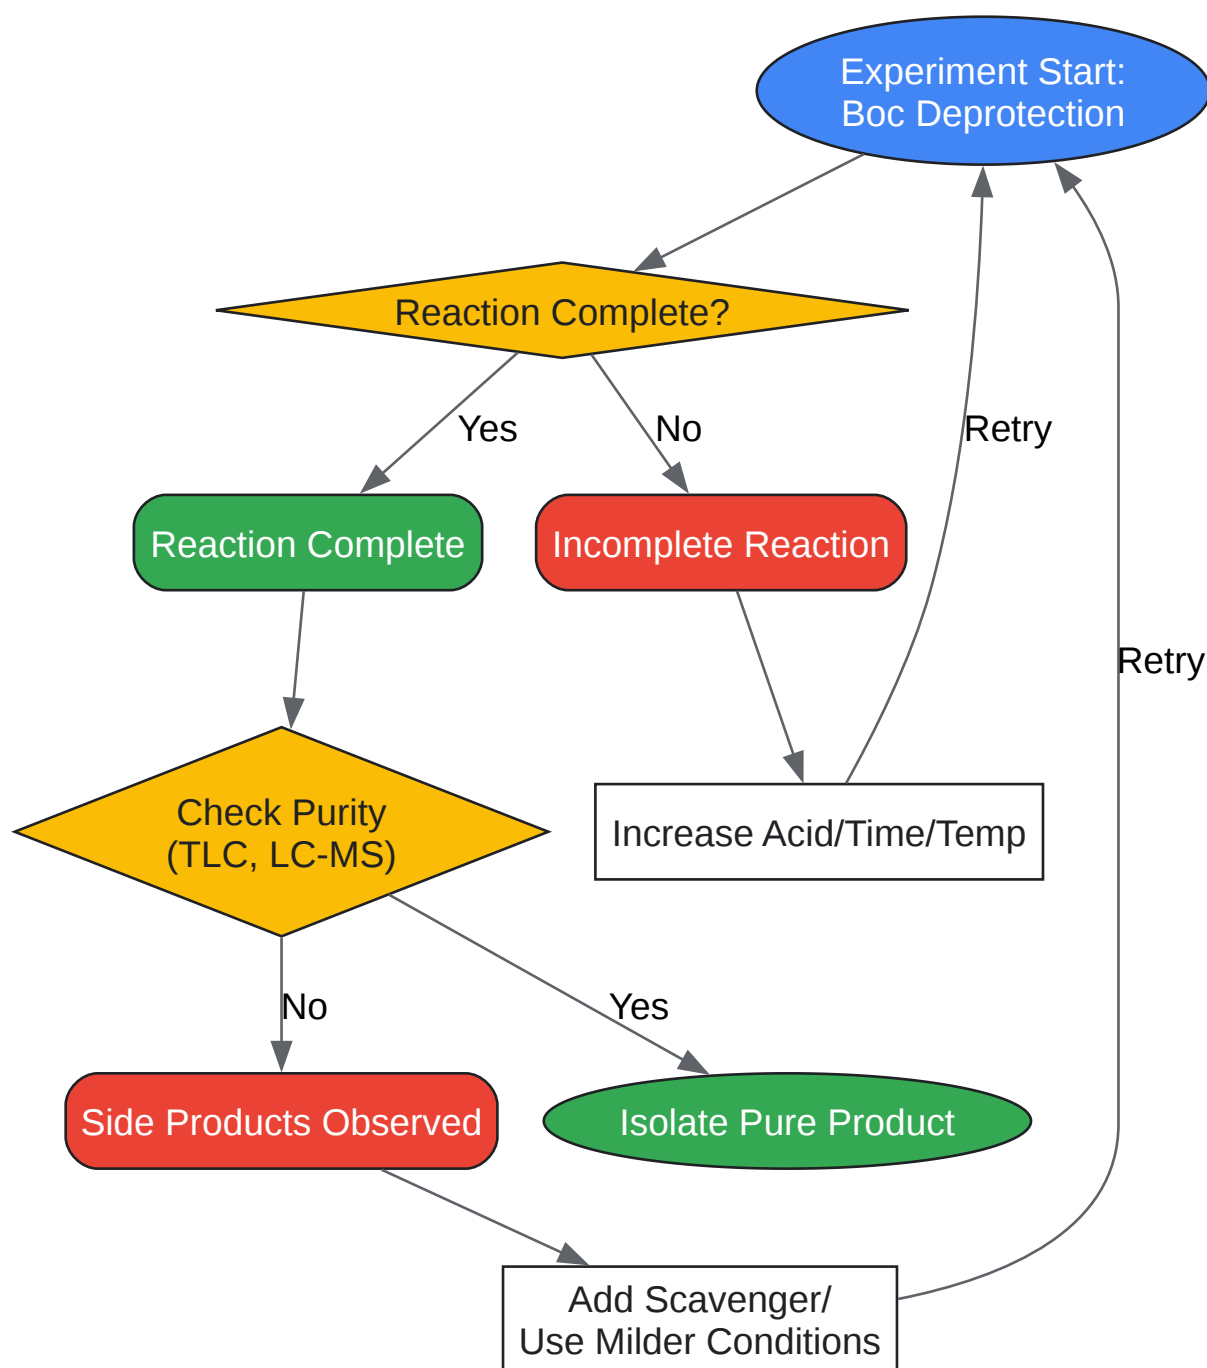 Experiment Start:
Boc Deprotection
Reaction Complete?
Yes
No
Retry
Reaction Complete
Incomplete Reaction
Retry
Check Purity
(TLC, LC-MS)
Increase Acid/Time/Temp
No
Yes
Side Products Observed
Isolate Pure Product
Add Scavenger/
Use Milder Conditions